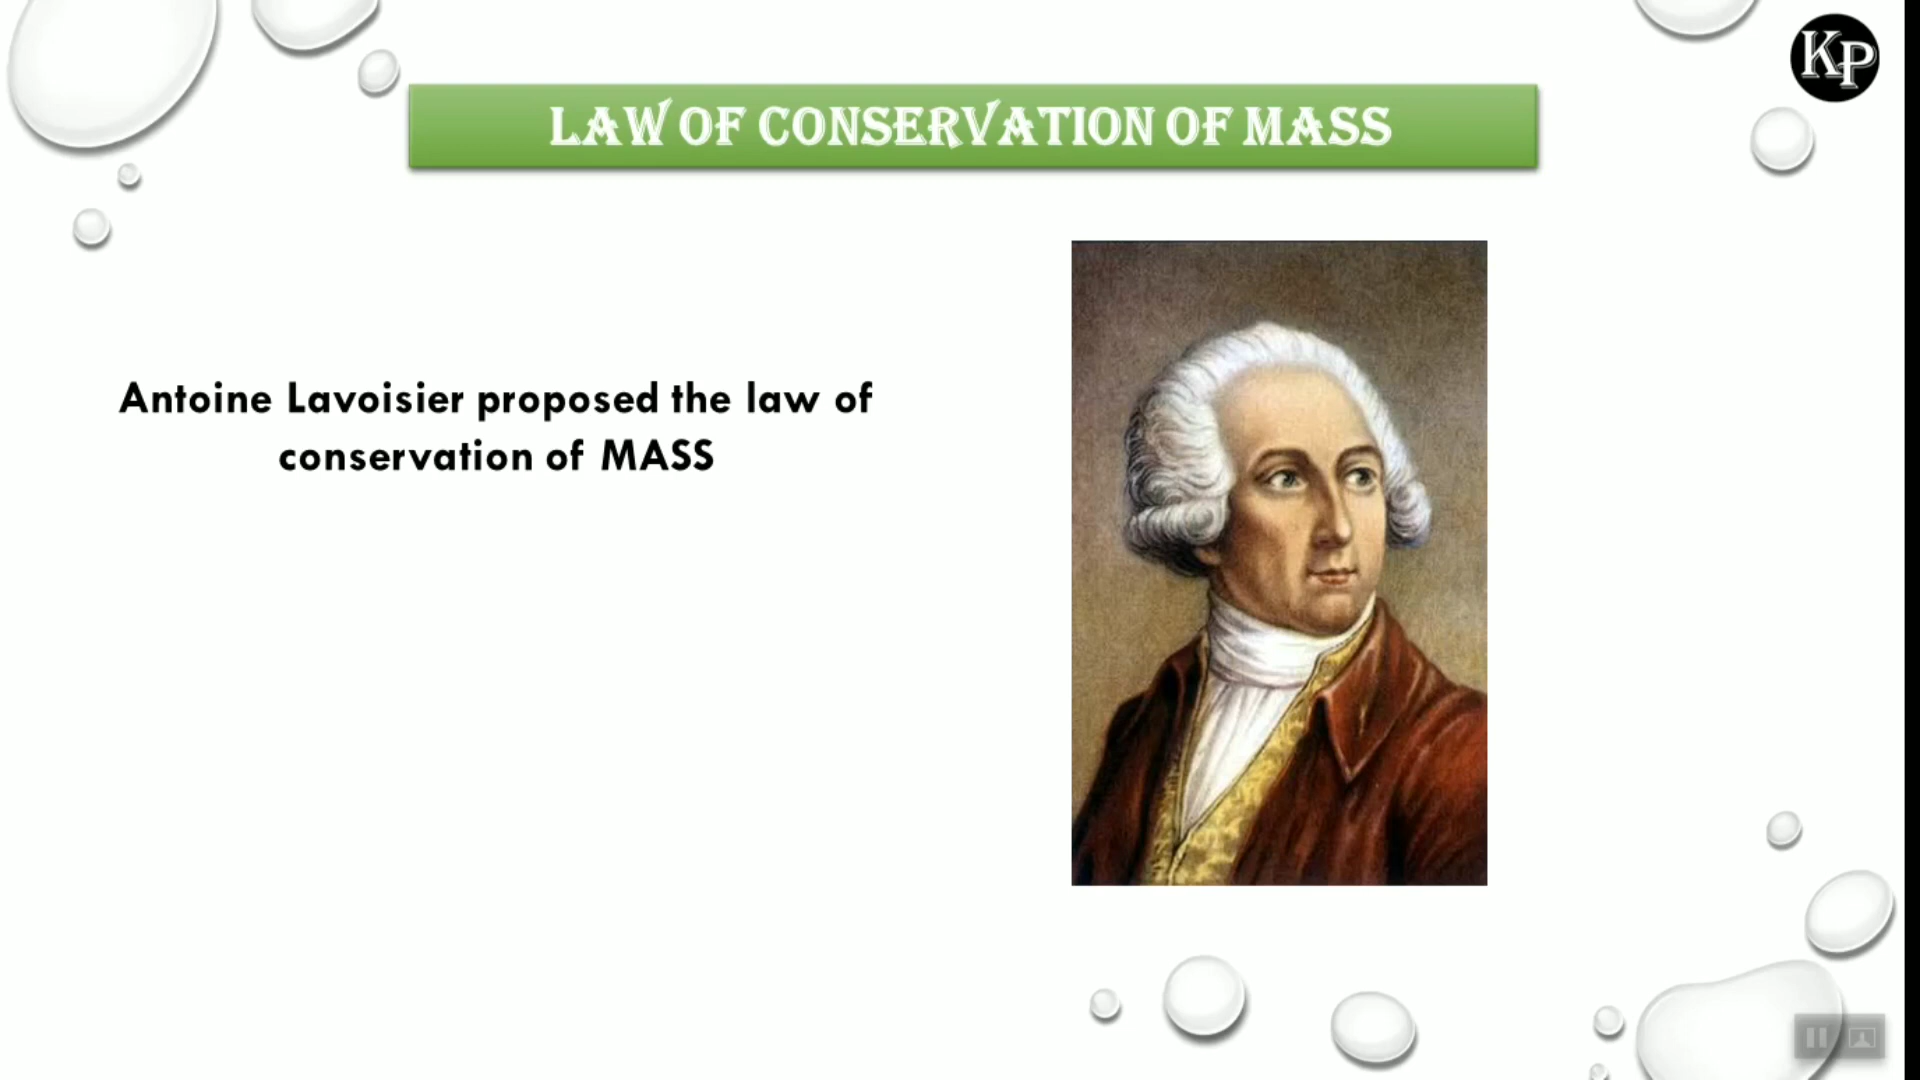 KP
LAW OF CONSERVATION OF MASS
Antoine Lavoisier proposed the law of
conservation of MASS